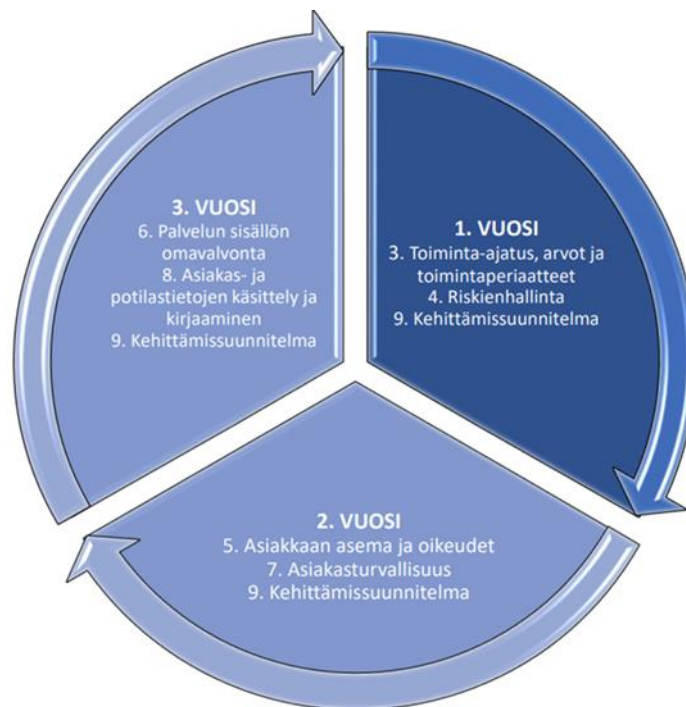 3. VUOSI
6. Palvelun sisällön
omavalvonta
8. Asiakas- ja
potilastietojen käsittely ja
kirjaaminen
9. Kehittämissuunnitelma
1. VUOSI
3. Toiminta-ajatus, arvot ja
toimintaperiaatteet
4. Riskienhallinta
9. Kehittämissuunnitelma
2. VUOSI
5. Asiakkaan asema ja oikeudet
7. Asiakasturvallisuus
9. Kehittämissuunnitelma